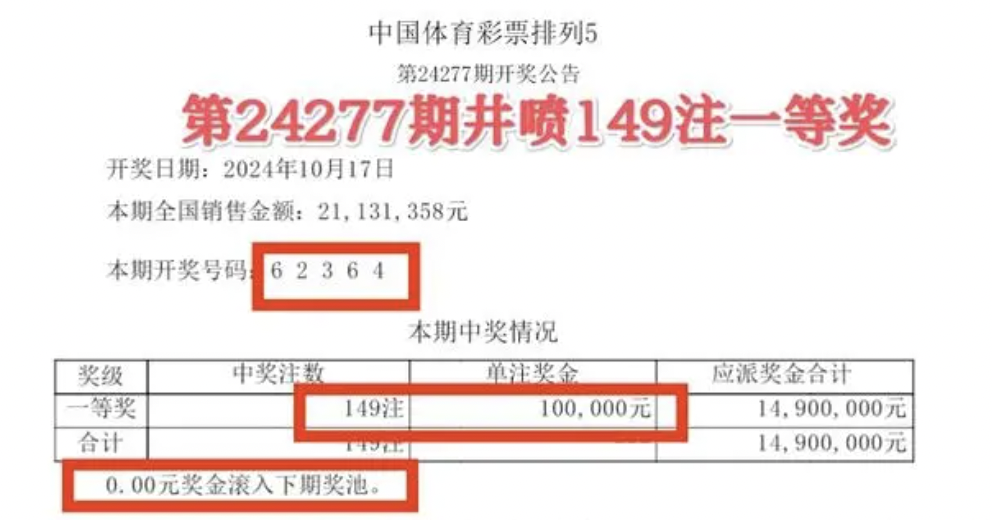 中国体育彩票排列5
第24277期开奖公告
第24277期井喷149注一等奖
开奖日期：2024年10月17日
本期全国销售金额：21,131,358元
本期开奖号码：6 2 3 6 4
本期中奖情况
奖级 中奖注数 单注奖金 应派奖金合计
一等奖 149注 100,000元 14,900,000元
合计 149注 --- 14,900,000元
0.00元奖金滚入下期奖池。